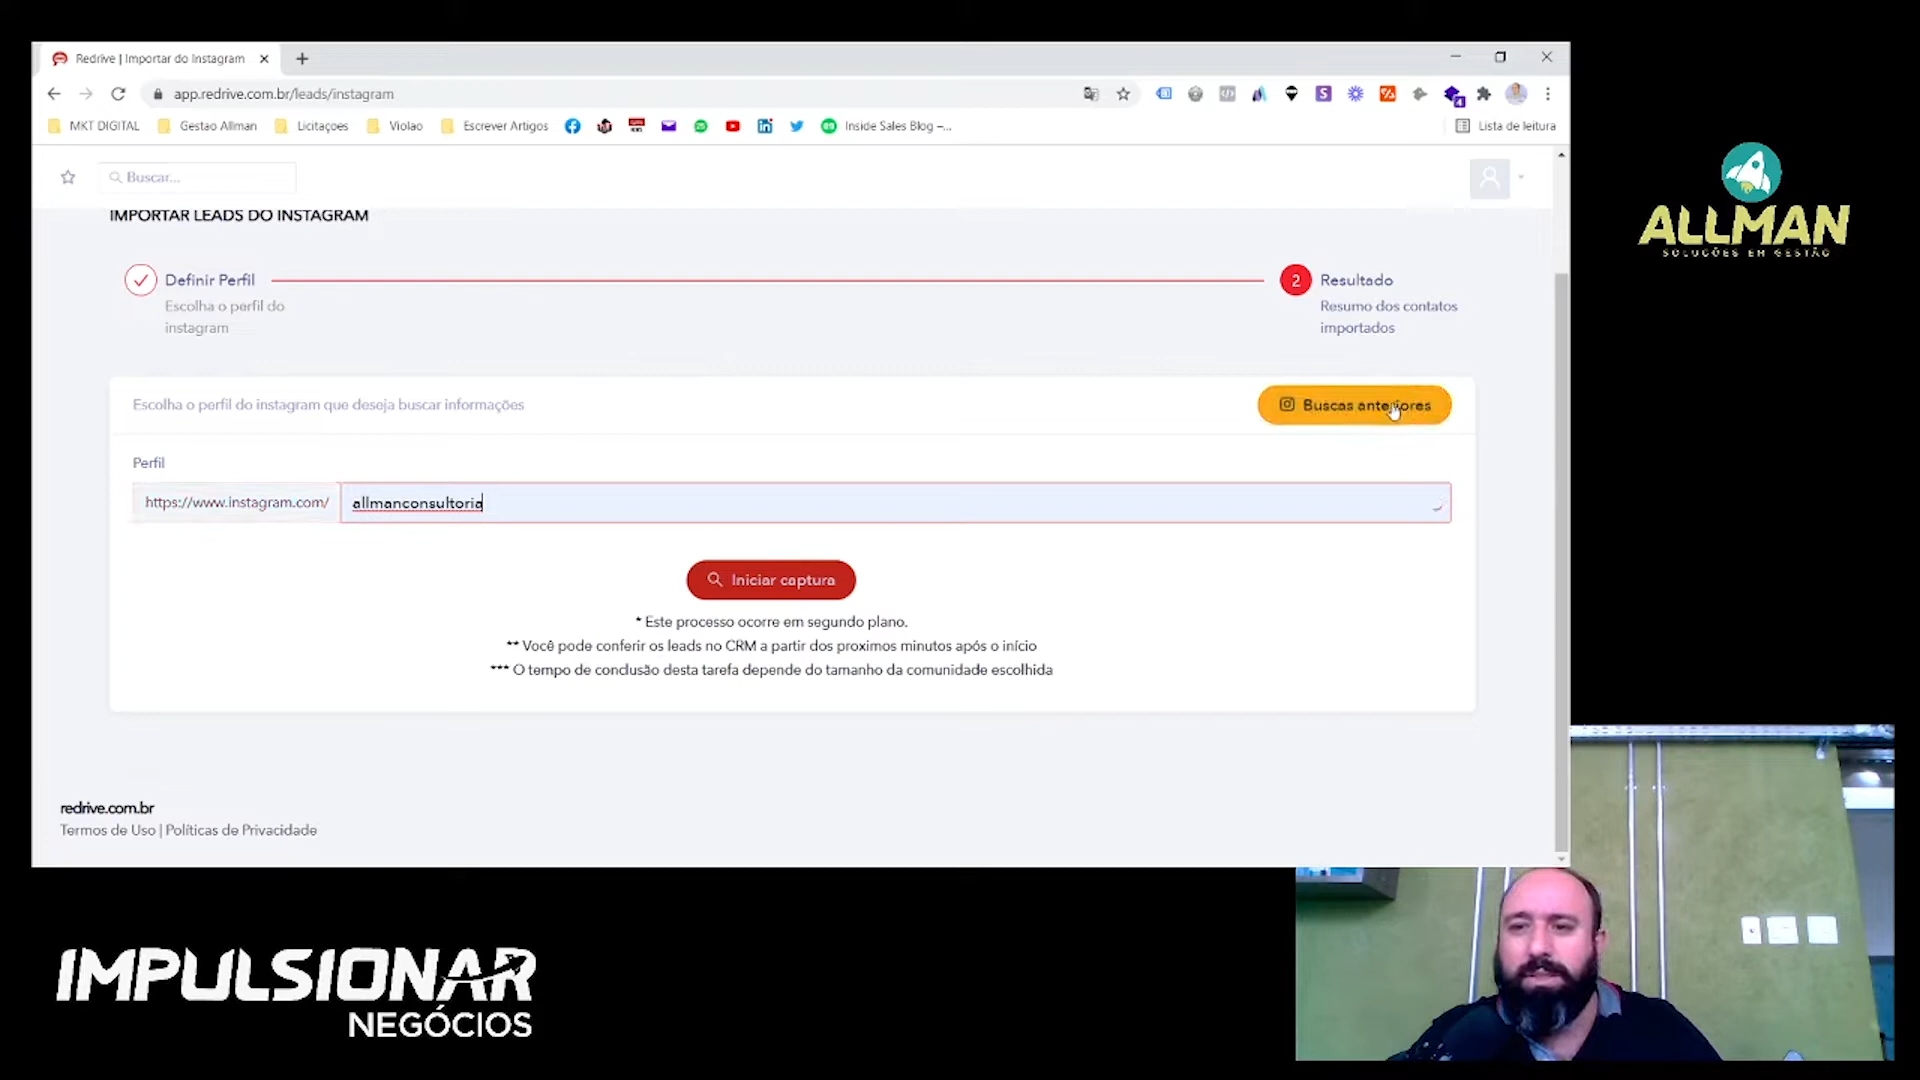 Redrive | Importar do Instagram
app.redrive.com.br/leads/instagram
MKT DIGITAL
Gestao Allman
Licitaçoes
Violao
Escrever Artigos
Inside Sales Blog –...
Lista de leitura
Buscar...
IMPORTAR LEADS DO INSTAGRAM
Definir Perfil
Escolha o perfil do
instagram
2
Resultado
Resumo dos contatos
importados
Escolha o perfil do instagram que deseja buscar informações
Buscas anteriores
Perfil
https://www.instagram.com/
allmanconsultoria
Iniciar captura
* Este processo ocorre em segundo plano.
** Você pode conferir os leads no CRM a partir dos proximos minutos após o início
*** O tempo de conclusão desta tarefa depende do tamanho da comunidade escolhida
redrive.com.br
Termos de Uso | Políticas de Privacidade
ALLMAN
SOLUÇÕES EM GESTÃO
IMPULSIONAR
NEGÓCIOS